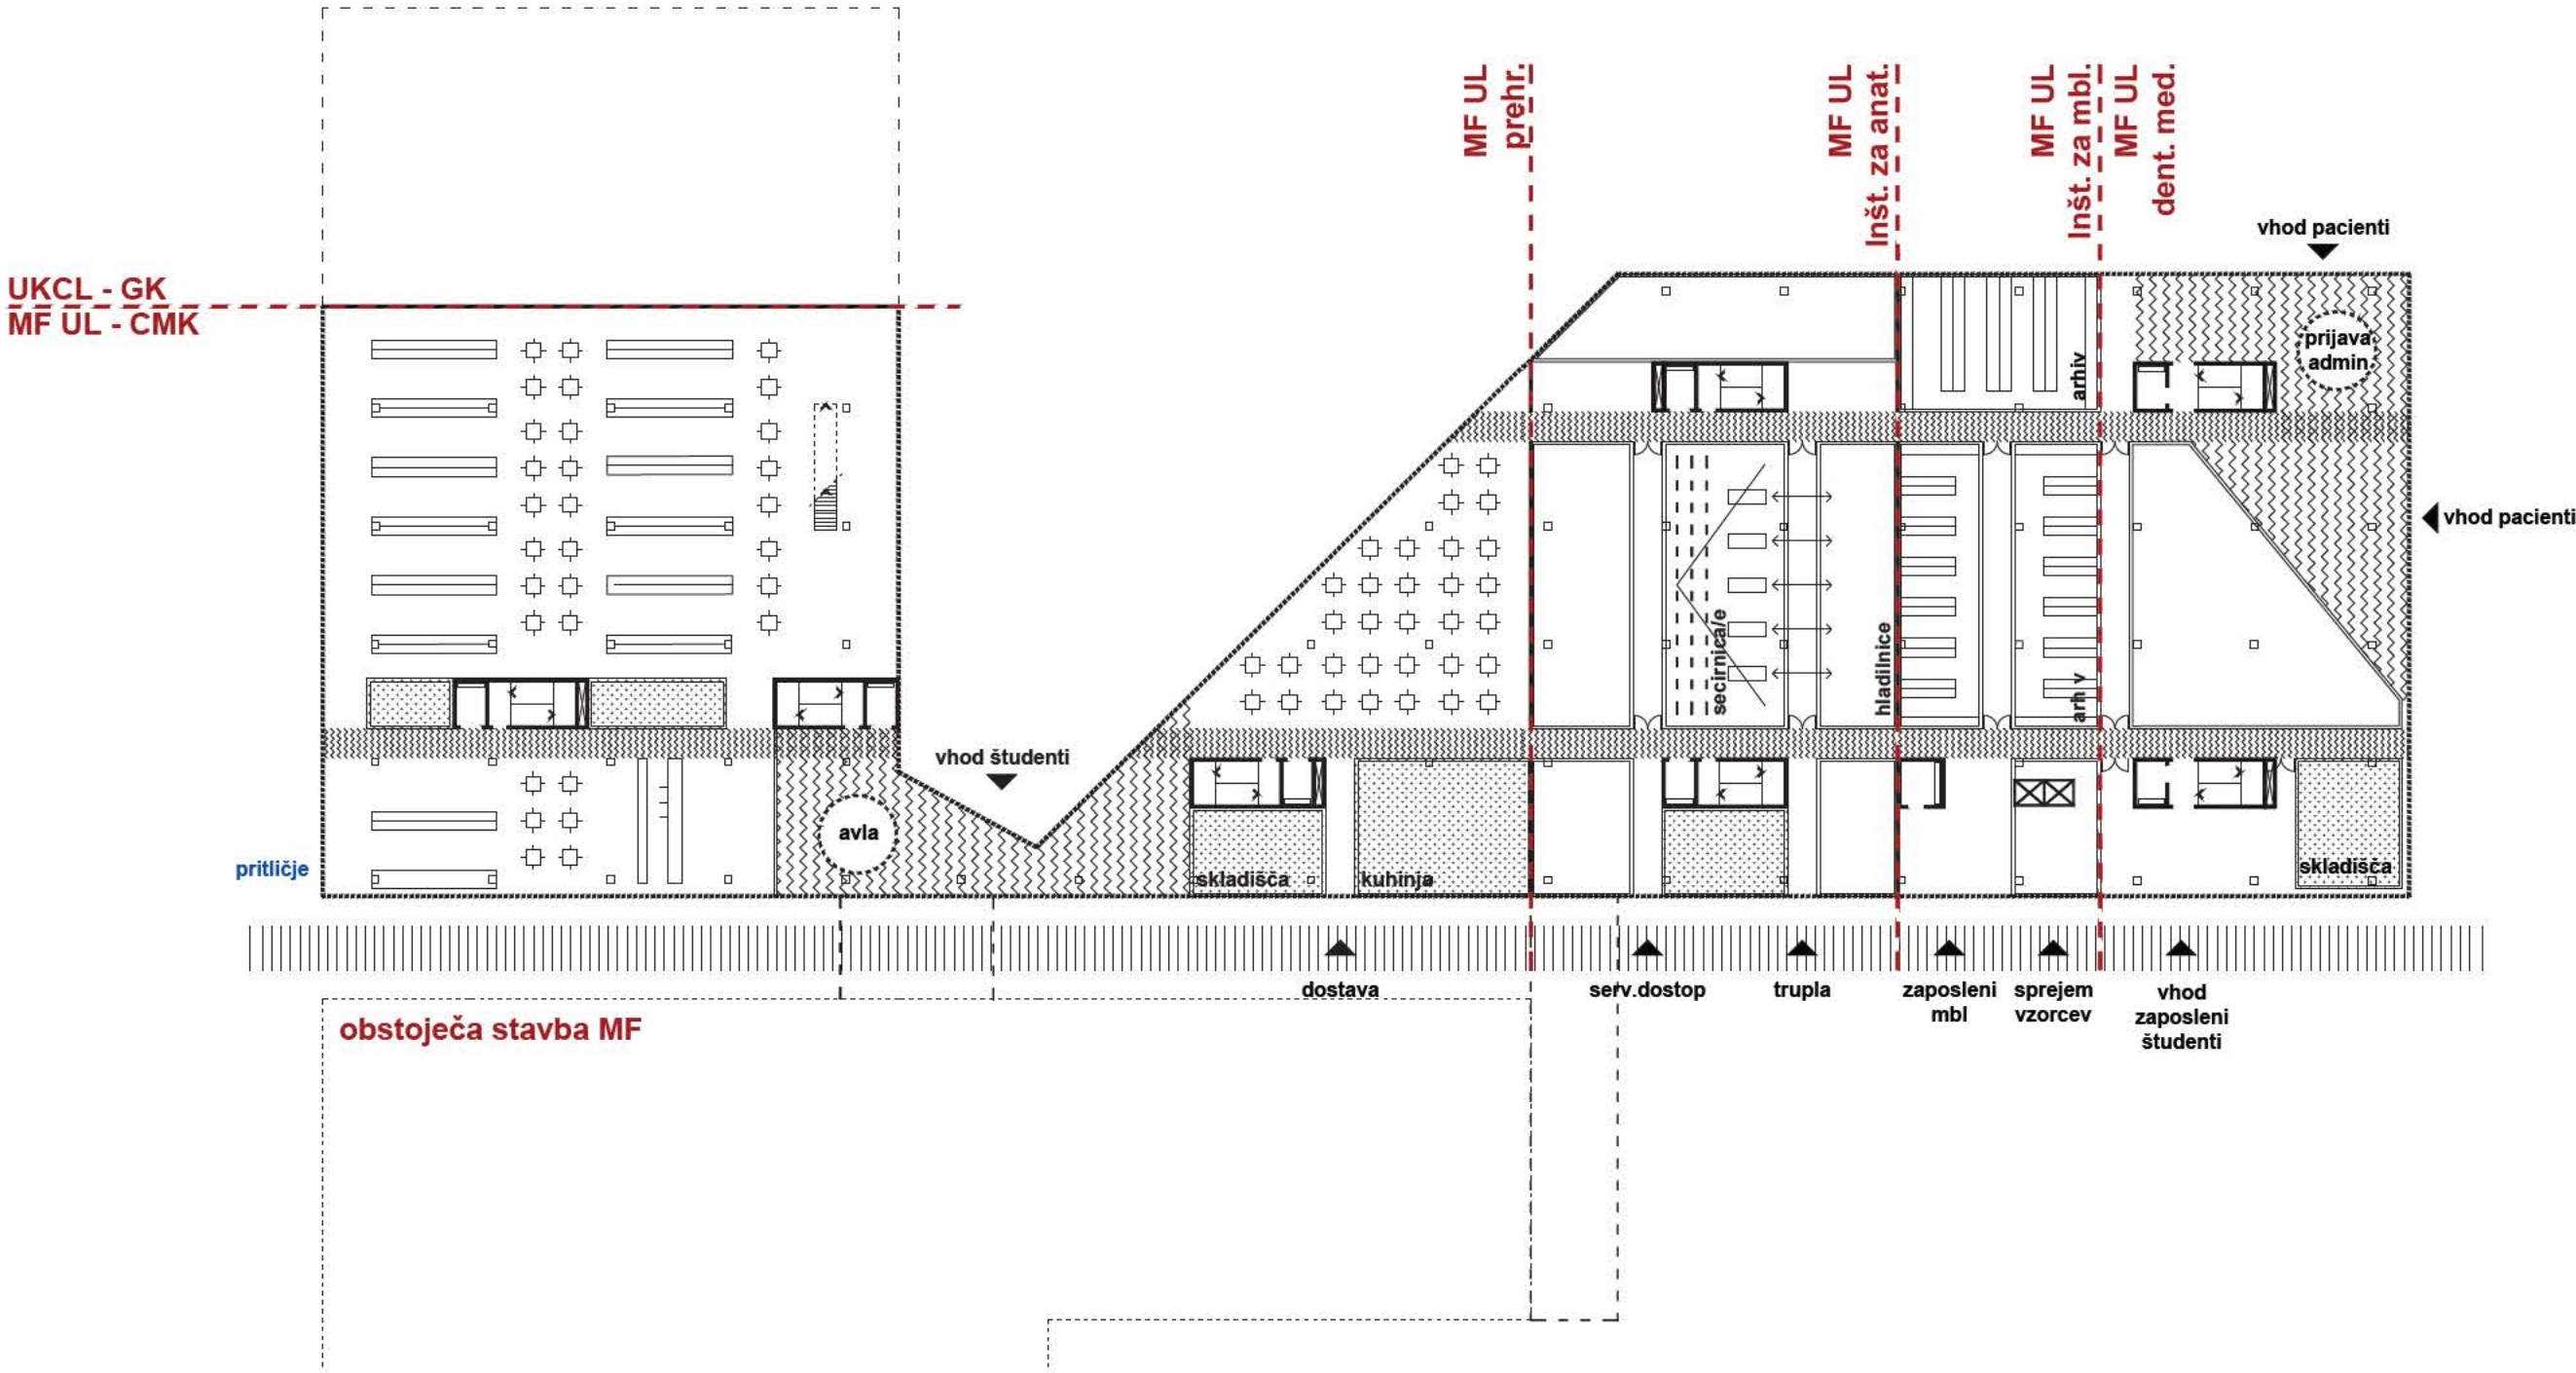 MF UL
prehr.
MF UL
Inšt. za anat.
MF UL
Inšt. za mbl.
MF UL
dent. med.
vhod pacienti
UKCL - GK
MF UL - CMK
prijava
admin
arhiv
vhod pacienti
secirnica/e
hladilnice
arh v
vhod študenti
avla
pritličje
skladišča
kuhinja
skladišča
dostava
serv.dostop
trupla
zaposleni
mbl
sprejem
vzorcev
vhod
zaposleni
študenti
obstoječa stavba MF